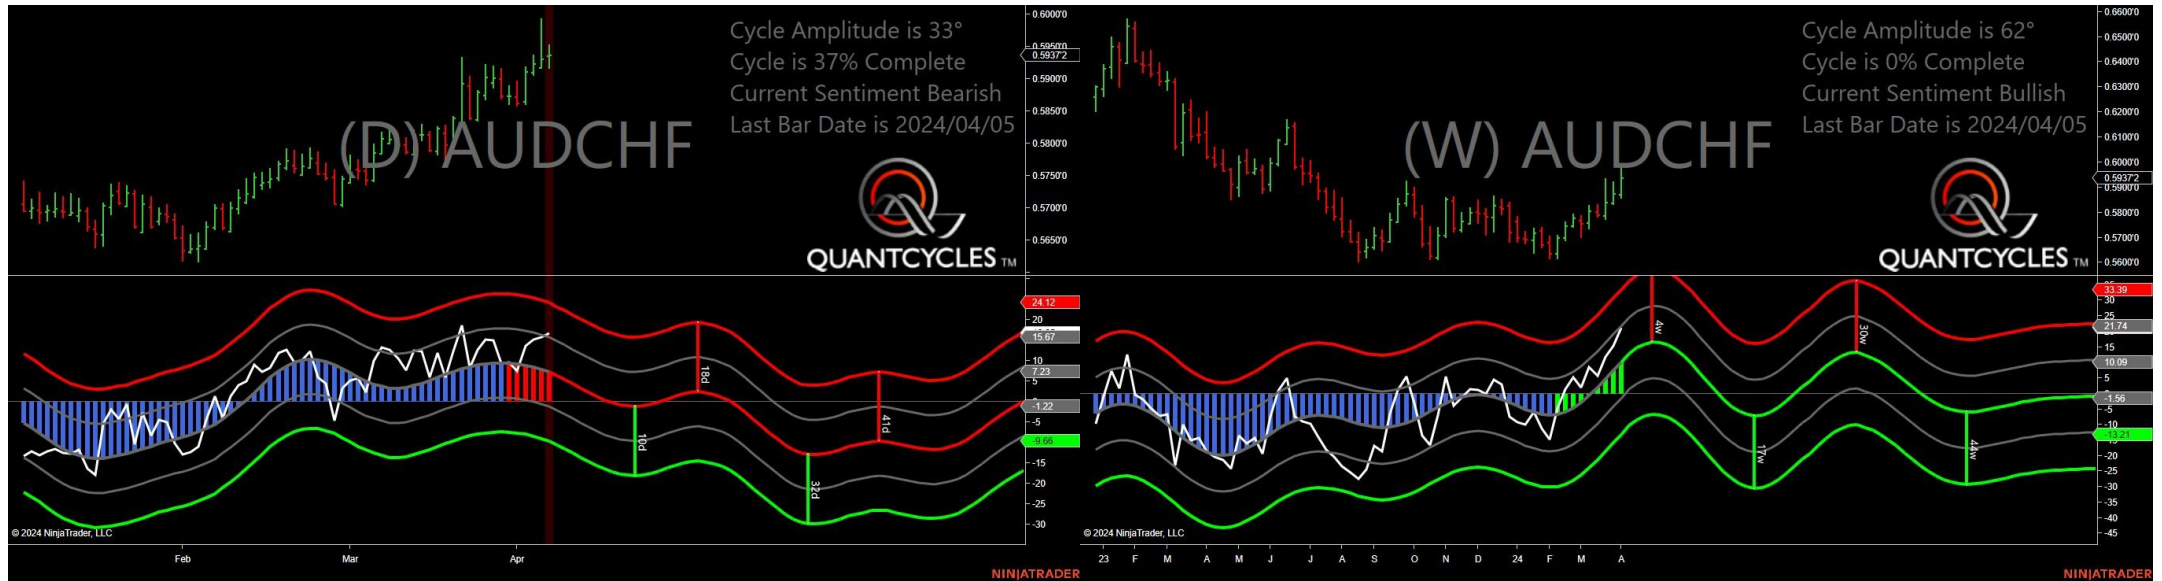 Cycle Amplitude is 33°
Cycle is 37% Complete
Current Sentiment Bearish
Last Bar Date is 2024/04/05
(D) AUDCHF
QUANTCYCLES TM
0.6000'0
0.5950'0
0.5937'2
0.5900'0
0.5850'0
0.5800'0
0.5750'0
0.5700'0
0.5650'0
24.12
20
15.67
10
7.23
5
-1.22
-5
-9.66
-15
-20
-25
-30
10d
18d
32d
41d
© 2024 NinjaTrader, LLC
Feb Mar Apr
NINJATRADER
Cycle Amplitude is 62°
Cycle is 0% Complete
Current Sentiment Bullish
Last Bar Date is 2024/04/05
(W) AUDCHF
QUANTCYCLES TM
0.6600'0
0.6500'0
0.6400'0
0.6300'0
0.6200'0
0.6100'0
0.6000'0
0.5937'2
0.5900'0
0.5800'0
0.5700'0
0.5600'0
33.39
30
25
21.74
15
10.09
5
-1.56
-5
-10
-13.21
-20
-25
-30
-35
-40
-45
4w
17w
30w
44w
© 2024 NinjaTrader, LLC
23 F M A M J J A S O N D 24 F M A
NINJATRADER